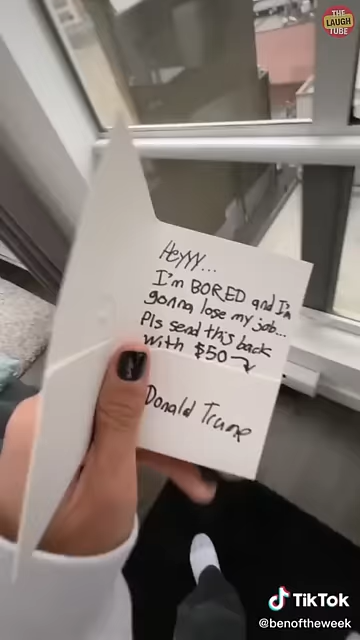 THE
LAUGH
TUBE
Heyyy...
I'm BORED and I'm
gonna lose my job...
Pls send this back
with $50
Donald Trump
TikTok
@benoftheweek